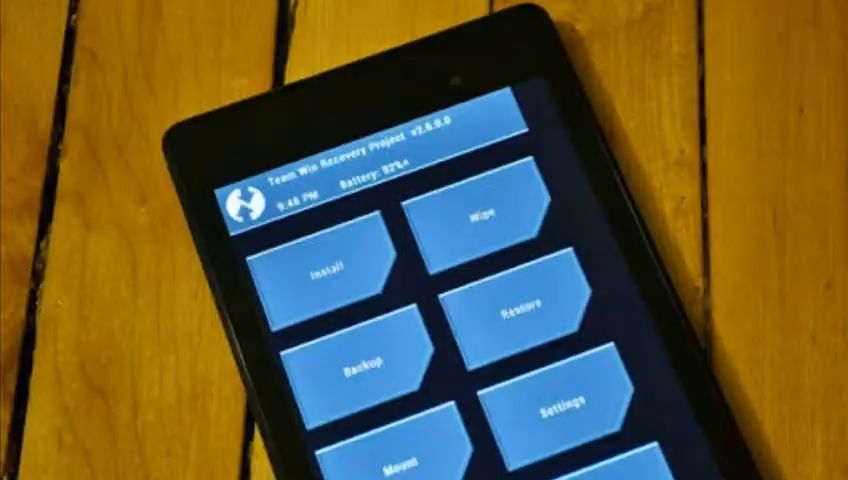 Team Win Recovery Project v2.6.0.0
9:48 PM Battery: 92%+
Install
Wipe
Backup
Restore
Mount
Settings